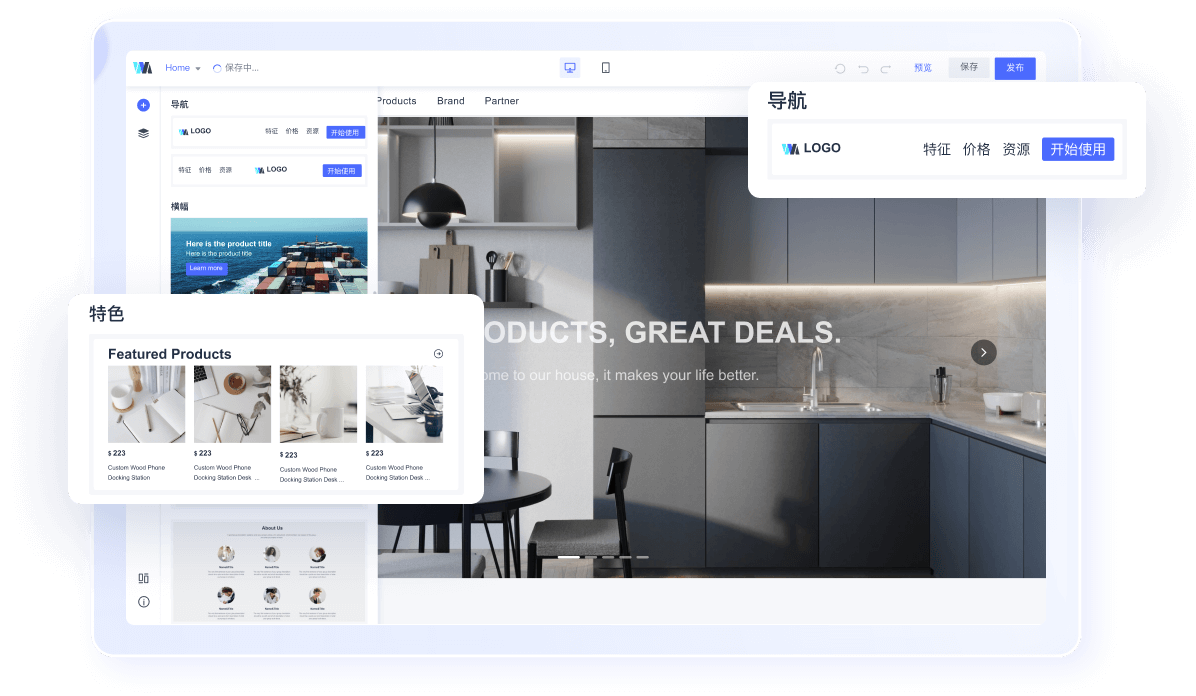 Home
保存中...
预览
保存
发布
导航
LOGO
特征 价格 资源 开始使用
特征 价格 资源
LOGO
开始使用
横幅
Here is the product title
Here is the product title
Learn more
Products Brand Partner
导航
LOGO
特征 价格 资源 开始使用
ODUCTS, GREAT DEALS.
ome to our house, it makes your life better.
特色
Featured Products
$ 223
Custom Wood Phone
Docking Station
$ 223
Custom Wood Phone
Docking Station Desk ...
$ 223
Custom Wood Phone
Docking Station Desk ...
$ 223
Custom Wood Phone
Docking Station Desk ...
About Us